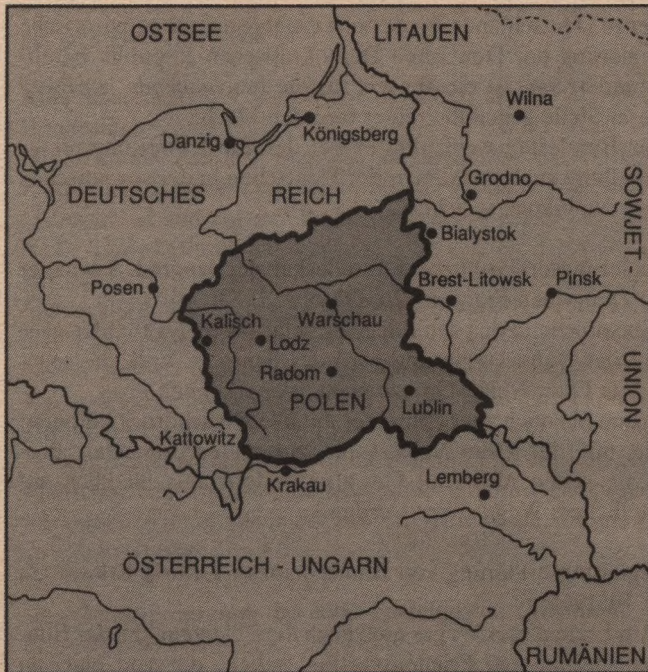 OSTSEE
LITAUEN
Wilna
Königsberg
Danzig
DEUTSCHES REICH
Grodno
SOWJET -
Bialystok
Posen
Brest-Litowsk
Pinsk
Kalisch
Warschau
Lodz
Radom
UNION
POLEN
Lublin
Kattowitz
Krakau
Lemberg
ÖSTERREICH - UNGARN
RUMÄNIEN